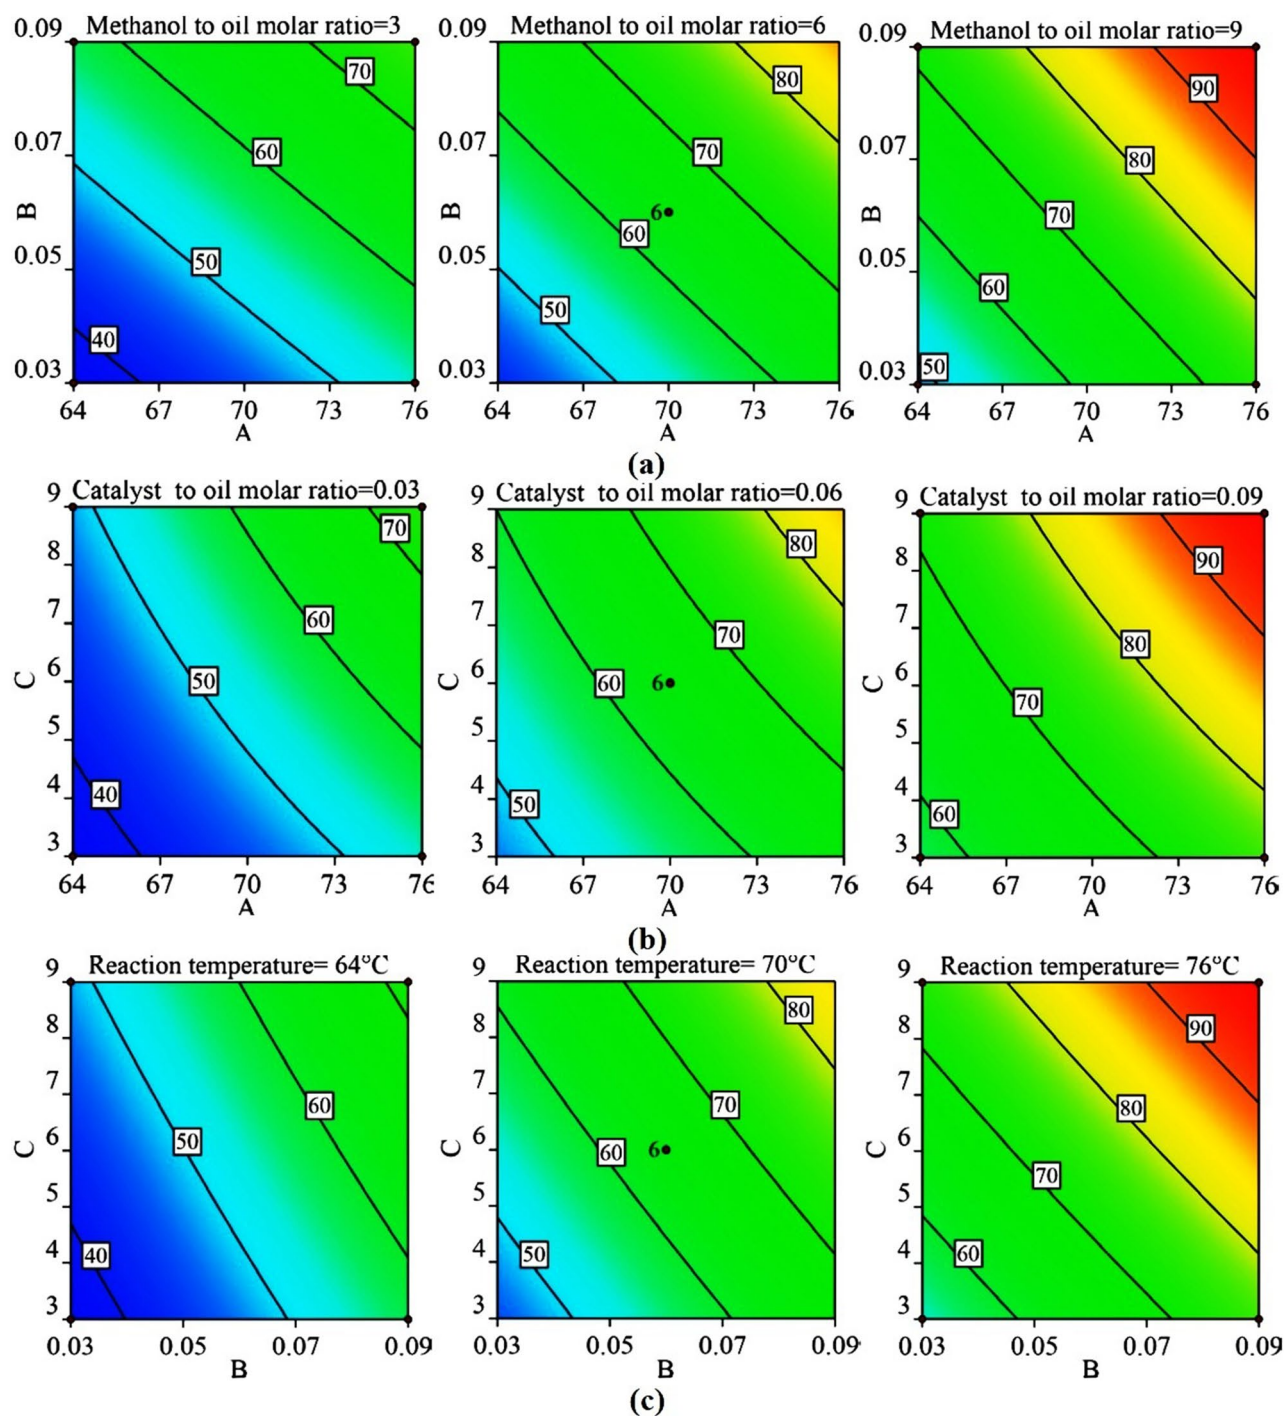 Methanol to oil molar ratio=3
0.09
0.07
0.05
0.03
B
70
60
50
40
64 67 70 73 76
A
Methanol to oil molar ratio=6
0.09
0.07
0.05
0.03
B
80
70
6
60
50
64 67 70 73 76
A
Methanol to oil molar ratio=9
0.09
0.07
0.05
0.03
B
90
80
70
60
50
64 67 70 73 76
A
(a)
Catalyst to oil molar ratio=0.03
9
8
7
6
5
4
3
C
70
60
50
40
64 67 70 73 76
A
Catalyst to oil molar ratio=0.06
9
8
7
6
5
4
3
C
80
70
60
6
50
64 67 70 73 76
A
Catalyst to oil molar ratio=0.09
9
8
7
6
5
4
3
C
90
80
70
60
64 67 70 73 76
A
(b)
Reaction temperature= 64°C
9
8
7
6
5
4
3
C
60
50
40
0.03 0.05 0.07 0.09
B
Reaction temperature= 70°C
9
8
7
6
5
4
3
C
80
70
60
6
50
0.03 0.05 0.07 0.09
B
Reaction temperature= 76°C
9
8
7
6
5
4
3
C
90
80
70
60
0.03 0.05 0.07 0.09
B
(c)